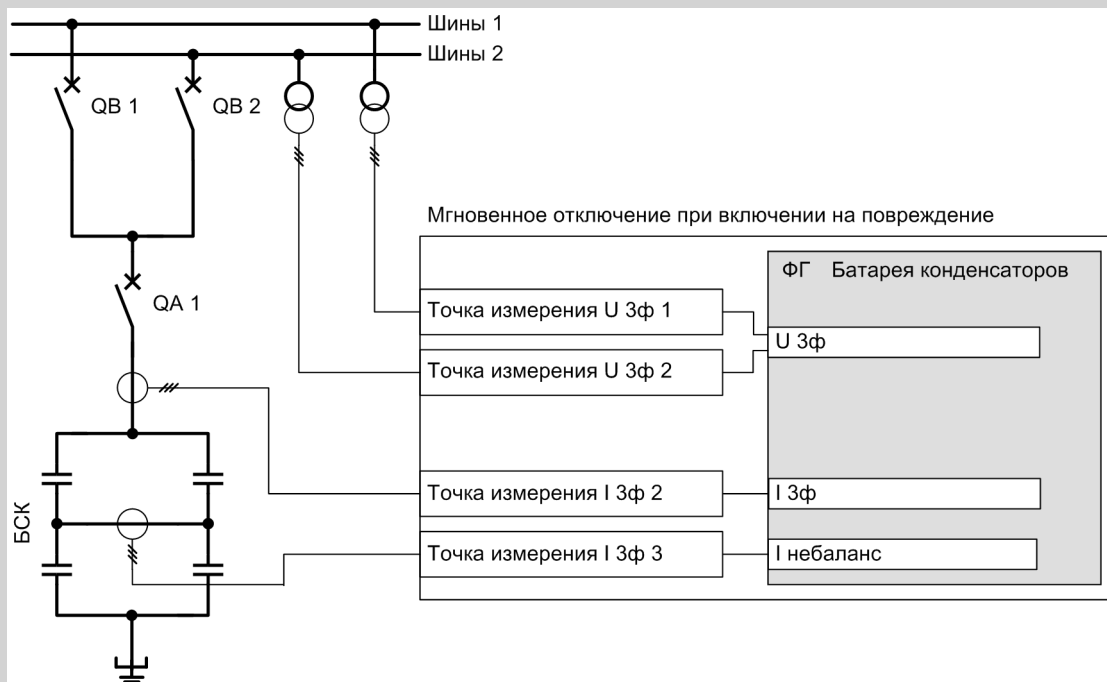 Шины 1
Шины 2
QB 1
QB 2
Мгновенное отключение при включении на повреждение
ФГ Батарея конденсаторов
QA 1
Точка измерения U 3ф 1
U 3ф
Точка измерения U 3ф 2
Точка измерения I 3ф 2
I 3ф
БСК
Точка измерения I 3ф 3
I небаланс